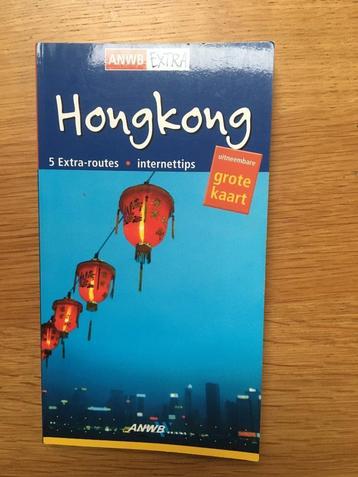 ANWB EXTRA
Hongkong
5 Extra-routes • internettips
uitneembare
grote
kaart
ANWB